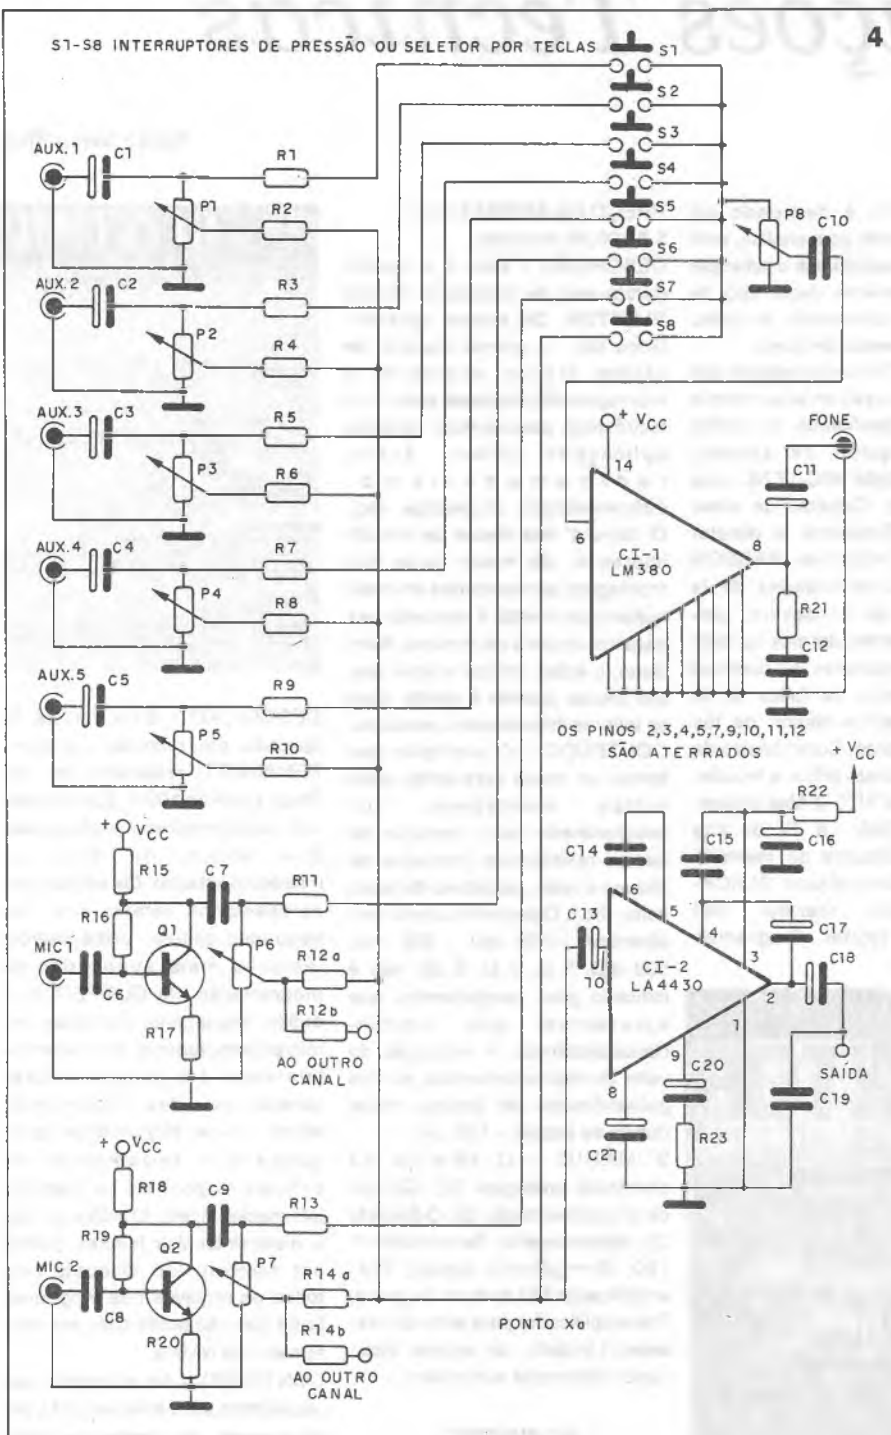 4
S1-S8 INTERRUPTORES DE PRESSÃO OU SELETOR POR TECLAS
S1
S2
S3
S4
S5
S6
S7
S8
P8
C10
AUX.1
C1
R1
P1
R2
AUX.2
C2
R3
P2
R4
AUX.3
C3
R5
P3
R6
AUX.4
C4
R7
P4
R8
AUX.5
C5
R9
P5
R10
+ VCC
14
6
CI-1
LM380
8
FONE
C11
R21
C12
OS PINOS 2,3,4,5,7,9,10,11,12
SÃO ATERRADOS
+ VCC
R22
C16
C14
C15
6
5
4
C13
10
CI-2
LA4430
3
2
1
C17
C18
SAÍDA
9
8
C20
C19
C21
R23
+ VCC
R15
R16
C7
R11
MIC 1
Q1
P6
C6
R12a
R17
R12b
AO OUTRO
CANAL
+ VCC
R18
R19
C9
R13
MIC 2
Q2
P7
C8
R14a
R20
R14b
AO OUTRO
CANAL
PONTO Xa